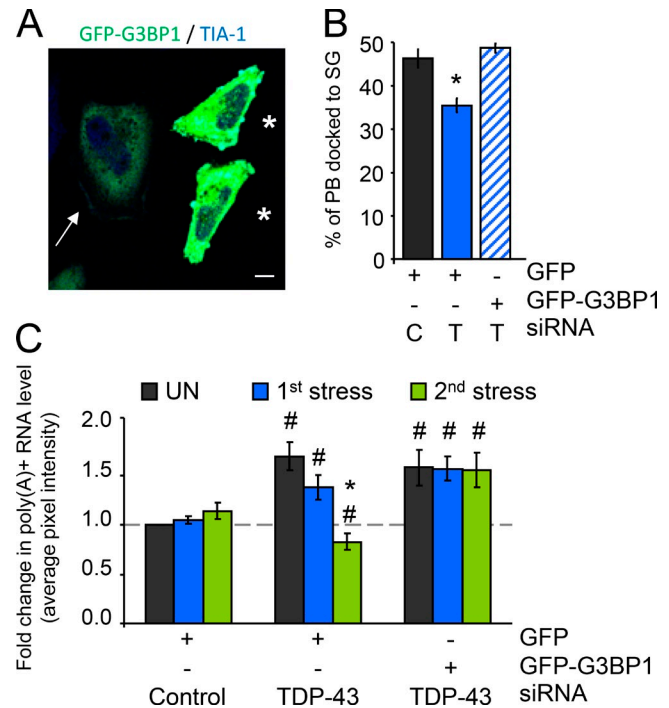 A
GFP-G3BP1 / TIA-1
*
*
B
% of PB docked to SG
50
40
30
20
10
0
*
+ + - GFP
- - + GFP-G3BP1
C T T siRNA
C
UN 1st stress 2nd stress
Fold change in poly(A)+ RNA level
(average pixel intensity)
2.0
1.5
1.0
0.5
0.0
# # * # # # #
+ + - GFP
- - + GFP-G3BP1
Control TDP-43 TDP-43 siRNA